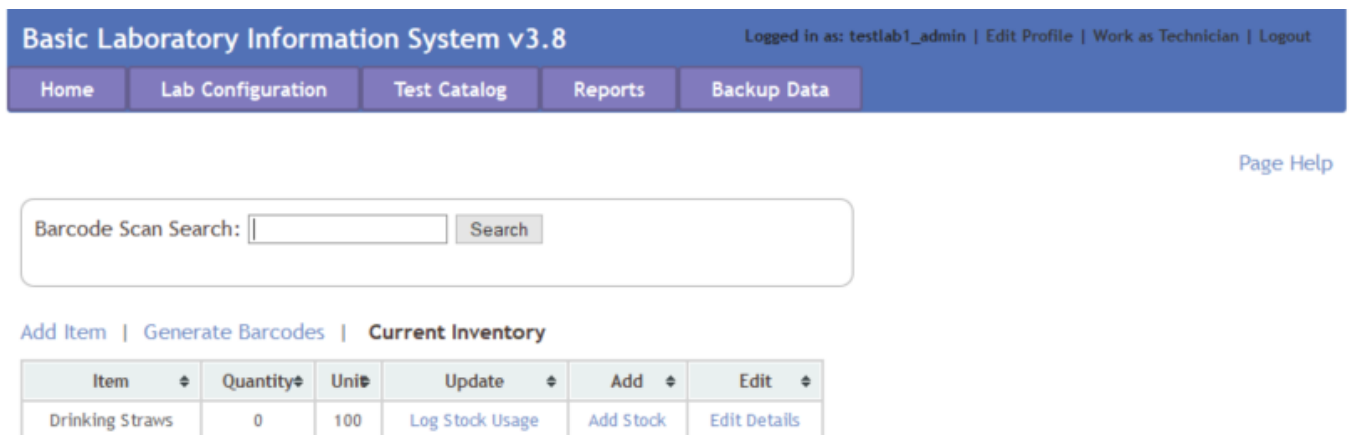 Basic Laboratory Information System v3.8
Logged in as: testlab1_admin | Edit Profile | Work as Technician | Logout
Home Lab Configuration Test Catalog Reports Backup Data
Page Help
Barcode Scan Search: Search
Add Item | Generate Barcodes | Current Inventory
Item Quantity Unit Update Add Edit
Drinking Straws 0 100 Log Stock Usage Add Stock Edit Details